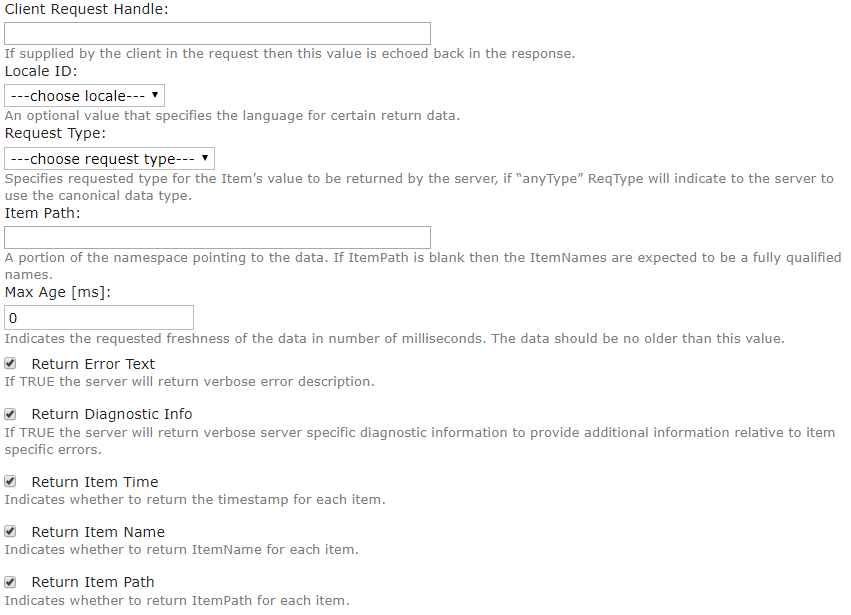 Client Request Handle:
If supplied by the client in the request then this value is echoed back in the response.
Locale ID:
---choose locale---
An optional value that specifies the language for certain return data.
Request Type:
---choose request type---
Specifies requested type for the Item’s value to be returned by the server, if “anyType” ReqType will indicate to the server to
use the canonical data type.
Item Path:
A portion of the namespace pointing to the data. If ItemPath is blank then the ItemNames are expected to be a fully qualified
names.
Max Age [ms]:
0
Indicates the requested freshness of the data in number of milliseconds. The data should be no older than this value.
Return Error Text
If TRUE the server will return verbose error description.
Return Diagnostic Info
If TRUE the server will return verbose server specific diagnostic information to provide additional information relative to item
specific errors.
Return Item Time
Indicates whether to return the timestamp for each item.
Return Item Name
Indicates whether to return ItemName for each item.
Return Item Path
Indicates whether to return ItemPath for each item.